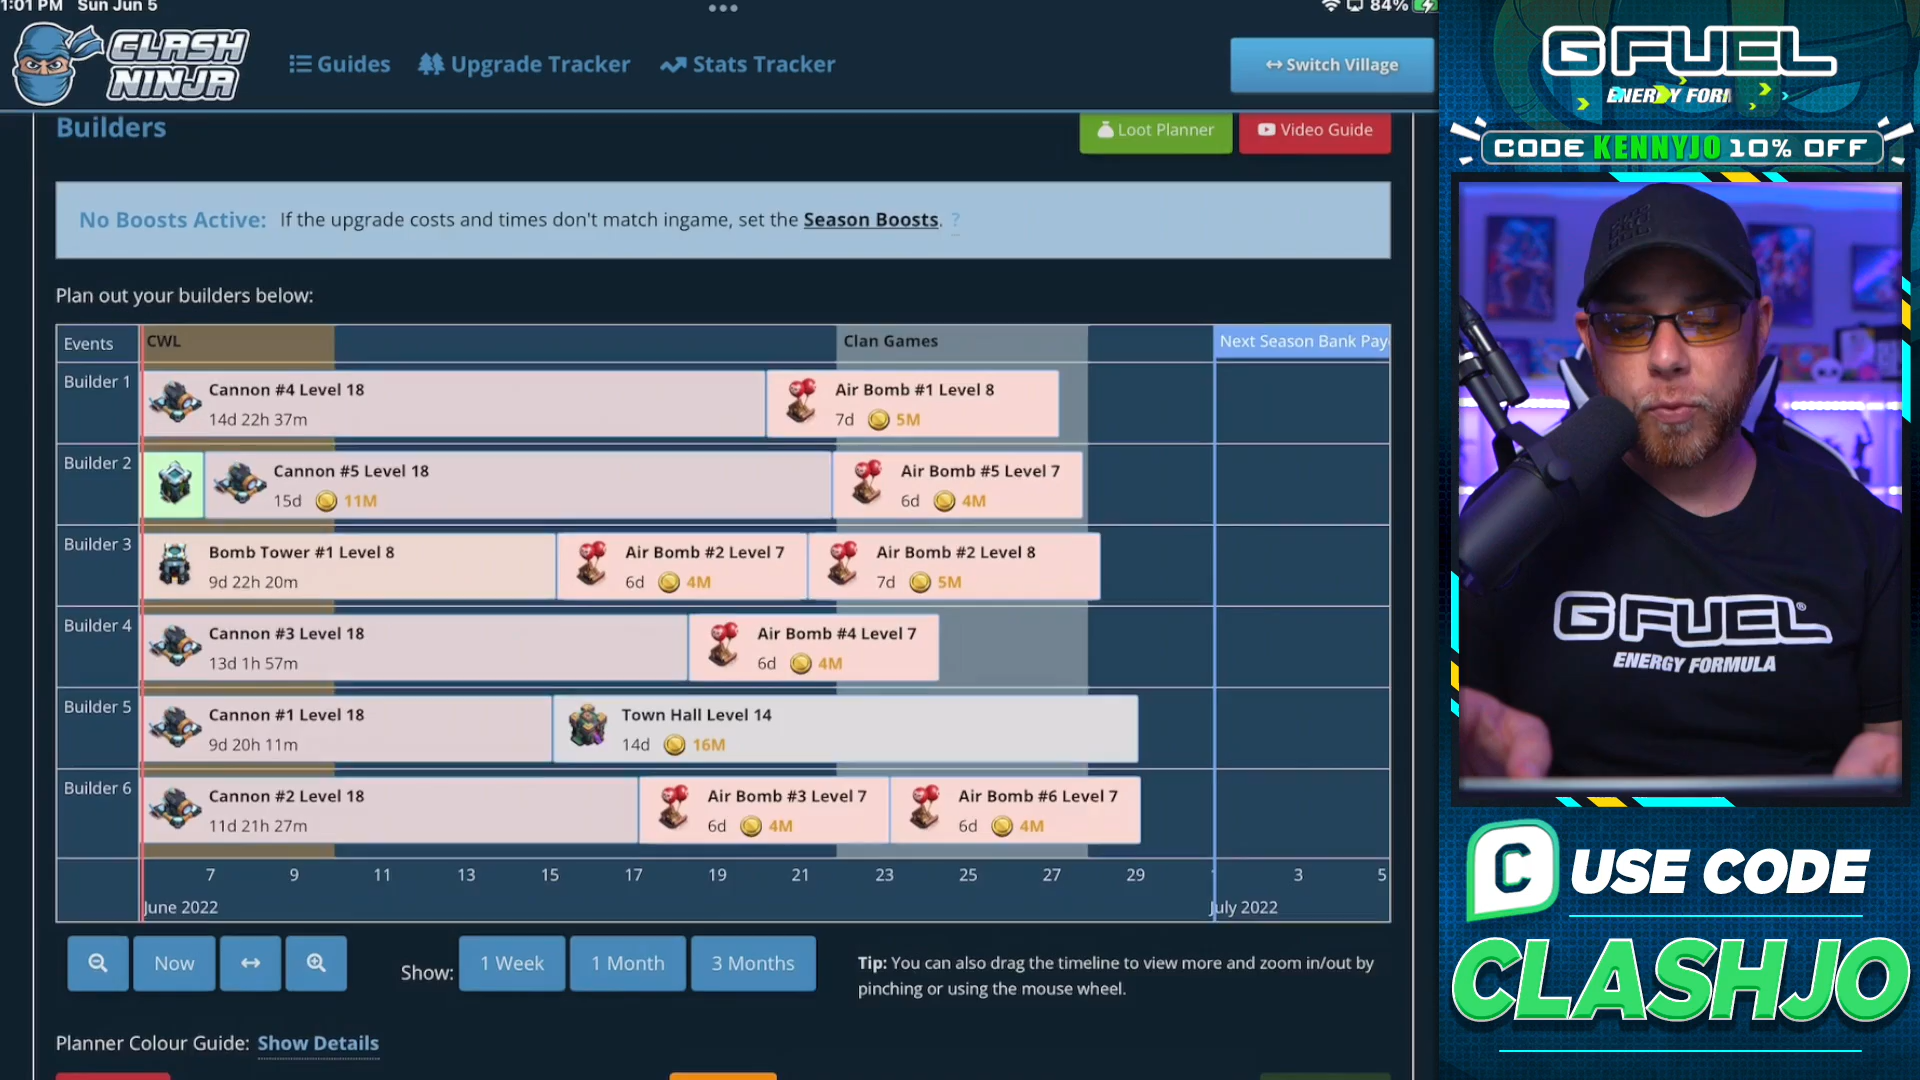 1:01 PM Sun Jun 5
84%
CLASH
NINJA
Guides
Upgrade Tracker
Stats Tracker
Switch Village
Builders
Loot Planner
Video Guide
No Boosts Active: If the upgrade costs and times don't match ingame, set the Season Boosts. ?
Plan out your builders below:
Events
CWL
Clan Games
Next Season Bank Pay
Builder 1
Cannon #4 Level 18
14d 22h 37m
Air Bomb #1 Level 8
7d 5M
Builder 2
Cannon #5 Level 18
15d 11M
Air Bomb #5 Level 7
6d 4M
Builder 3
Bomb Tower #1 Level 8
9d 22h 20m
Air Bomb #2 Level 7
6d 4M
Air Bomb #2 Level 8
7d 5M
Builder 4
Cannon #3 Level 18
13d 1h 57m
Air Bomb #4 Level 7
6d 4M
Builder 5
Cannon #1 Level 18
9d 20h 11m
Town Hall Level 14
14d 16M
Builder 6
Cannon #2 Level 18
11d 21h 27m
Air Bomb #3 Level 7
6d 4M
Air Bomb #6 Level 7
6d 4M
7 9 11 13 15 17 19 21 23 25 27 29 1 3 5
June 2022
July 2022
Now
Show:
1 Week
1 Month
3 Months
Tip: You can also drag the timeline to view more and zoom in/out by
pinching or using the mouse wheel.
Planner Colour Guide: Show Details
G FUEL
ENERGY FORM
CODE KENNYJO 10% OFF
G FUEL®
ENERGY FORMULA
C
USE CODE
CLASHJO